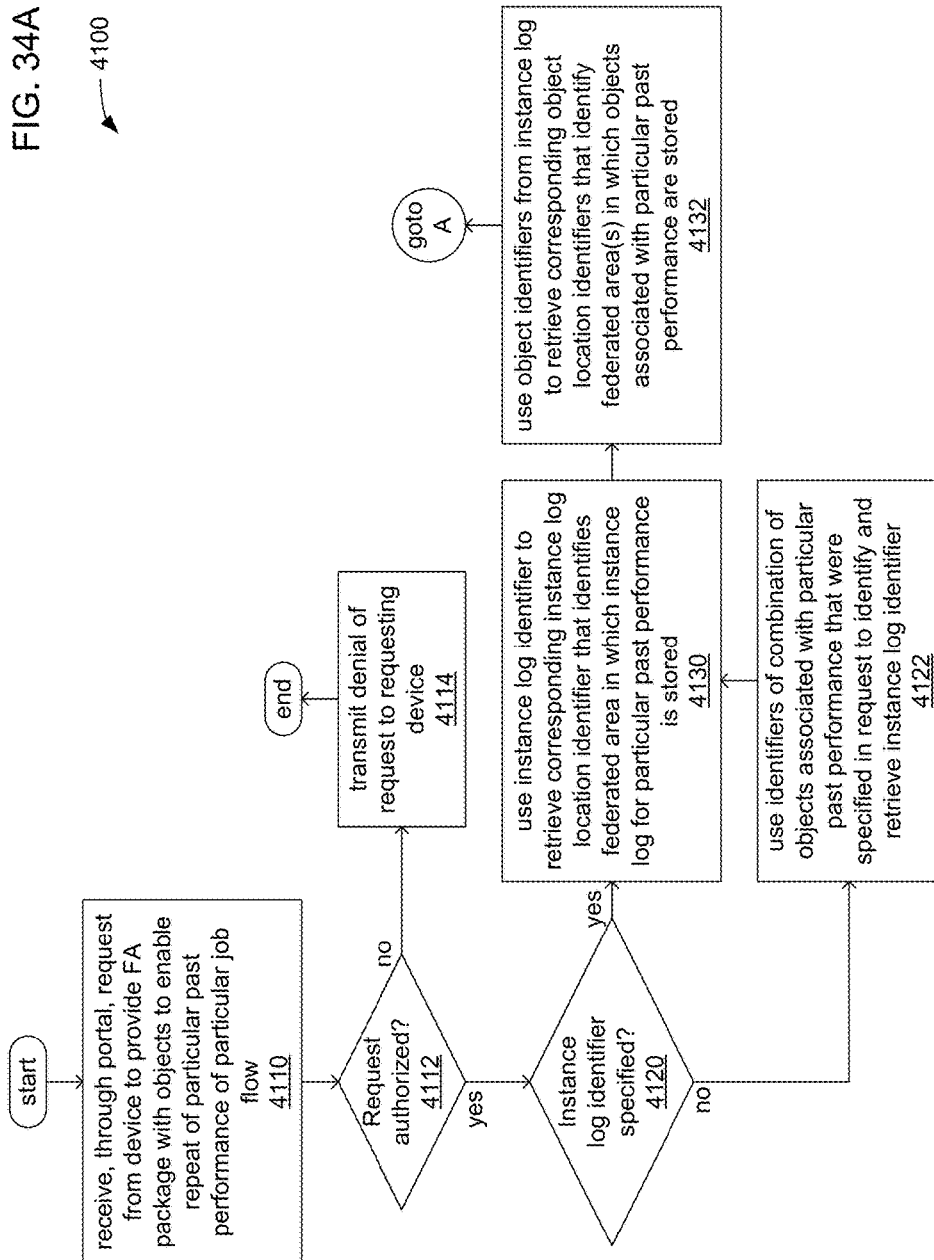 FIG. 34A
4100
start
receive, through portal, request
from device to provide FA
package with objects to enable
repeat of particular past
performance of particular job
flow
4110
Request
authorized?
4112
no
yes
transmit denial of
request to requesting
device
4114
end
Instance
log identifier
specified?
4120
yes
no
use instance log identifier to
retrieve corresponding instance log
location identifier that identifies
federated area in which instance
log for particular past performance
is stored
4130
use identifiers of combination of
objects associated with particular
past performance that were
specified in request to identify and
retrieve instance log identifier
4122
use object identifiers from instance log
to retrieve corresponding object
location identifiers that identify
federated area(s) in which objects
associated with particular past
performance are stored
4132
goto
A